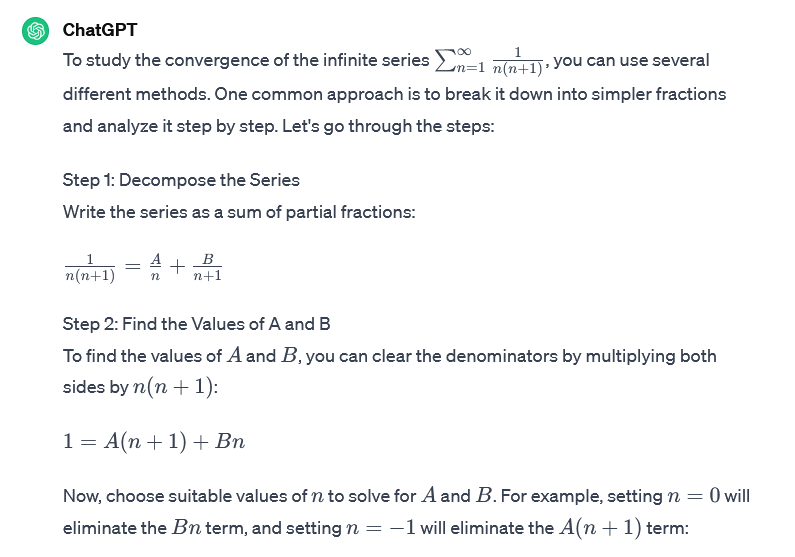 ChatGPT
To study the convergence of the infinite series ∑_{n=1}^{∞} \frac{1}{n(n+1)}, you can use several
different methods. One common approach is to break it down into simpler fractions
and analyze it step by step. Let's go through the steps:
Step 1: Decompose the Series
Write the series as a sum of partial fractions:
\frac{1}{n(n+1)} = \frac{A}{n} + \frac{B}{n+1}
Step 2: Find the Values of A and B
To find the values of A and B, you can clear the denominators by multiplying both
sides by n(n + 1):
1 = A(n + 1) + Bn
Now, choose suitable values of n to solve for A and B. For example, setting n = 0 will
eliminate the Bn term, and setting n = −1 will eliminate the A(n + 1) term: